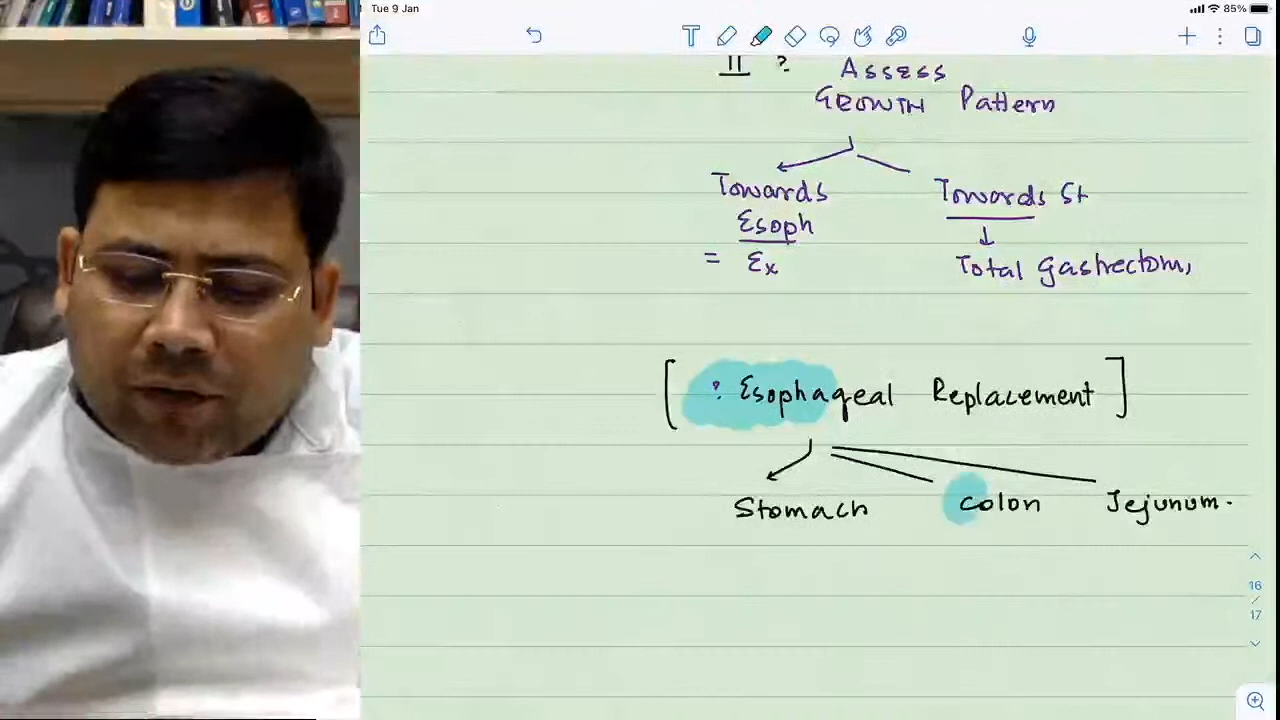 Tue 9 Jan
85%
T
II ? Assess
GROWTH Pattern
Towards Towards St
Esoph
= Ex Total gastrectomy
[ ? Esophageal Replacement ]
Stomach Colon Jejunum.
16
17